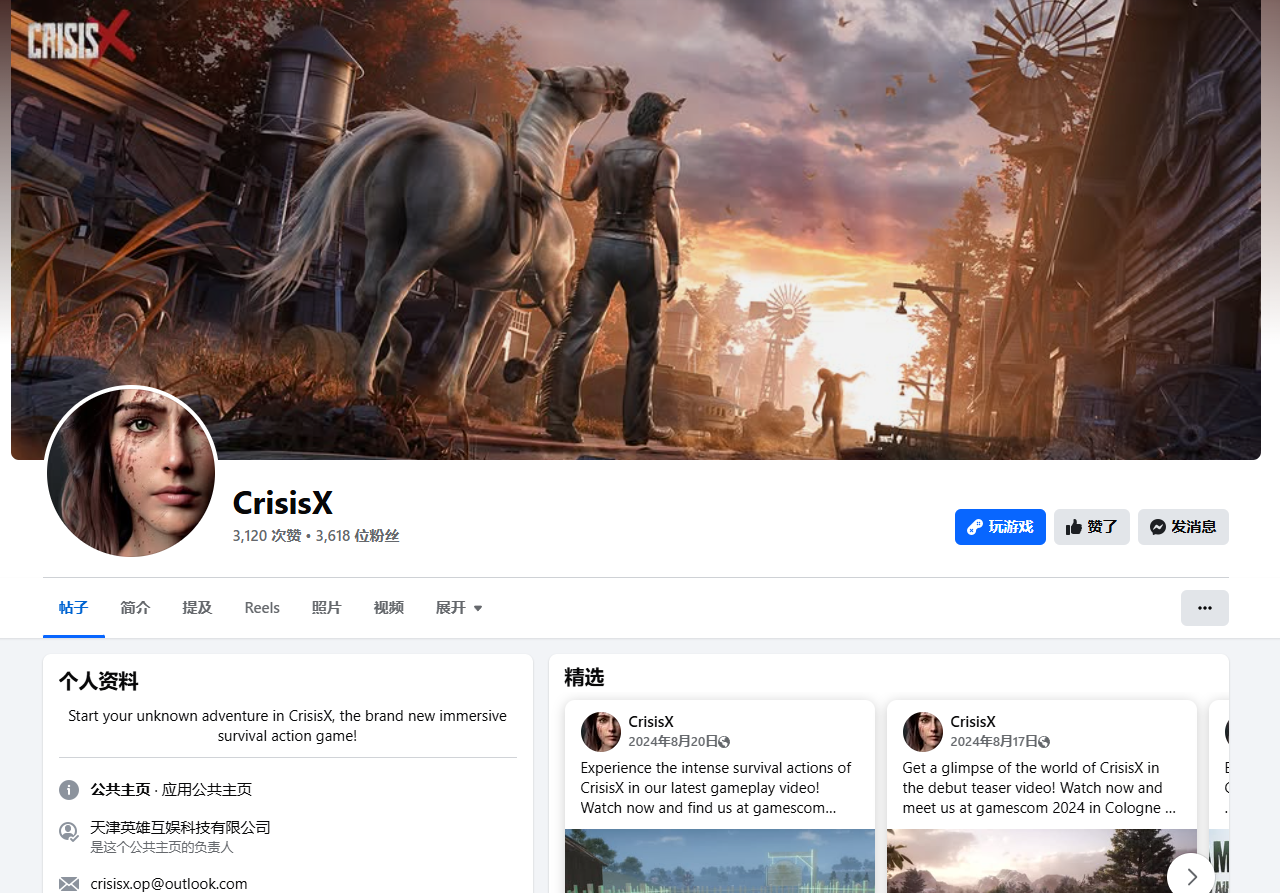 CRISISX
CrisisX
3,120 次赞 • 3,618 位粉丝
玩游戏
赞了
发消息
帖子
简介
提及
Reels
照片
视频
展开
个人资料
Start your unknown adventure in CrisisX, the brand new immersive
survival action game!
公共主页 · 应用公共主页
天津英雄互娱科技有限公司
是这个公共主页的负责人
crisisx.op@outlook.com
精选
CrisisX
2024年8月20日
Experience the intense survival actions of
CrisisX in our latest gameplay video!
Watch now and find us at gamescom...
CrisisX
2024年8月17日
Get a glimpse of the world of CrisisX in
the debut teaser video! Watch now and
meet us at gamescom 2024 in Cologne ...